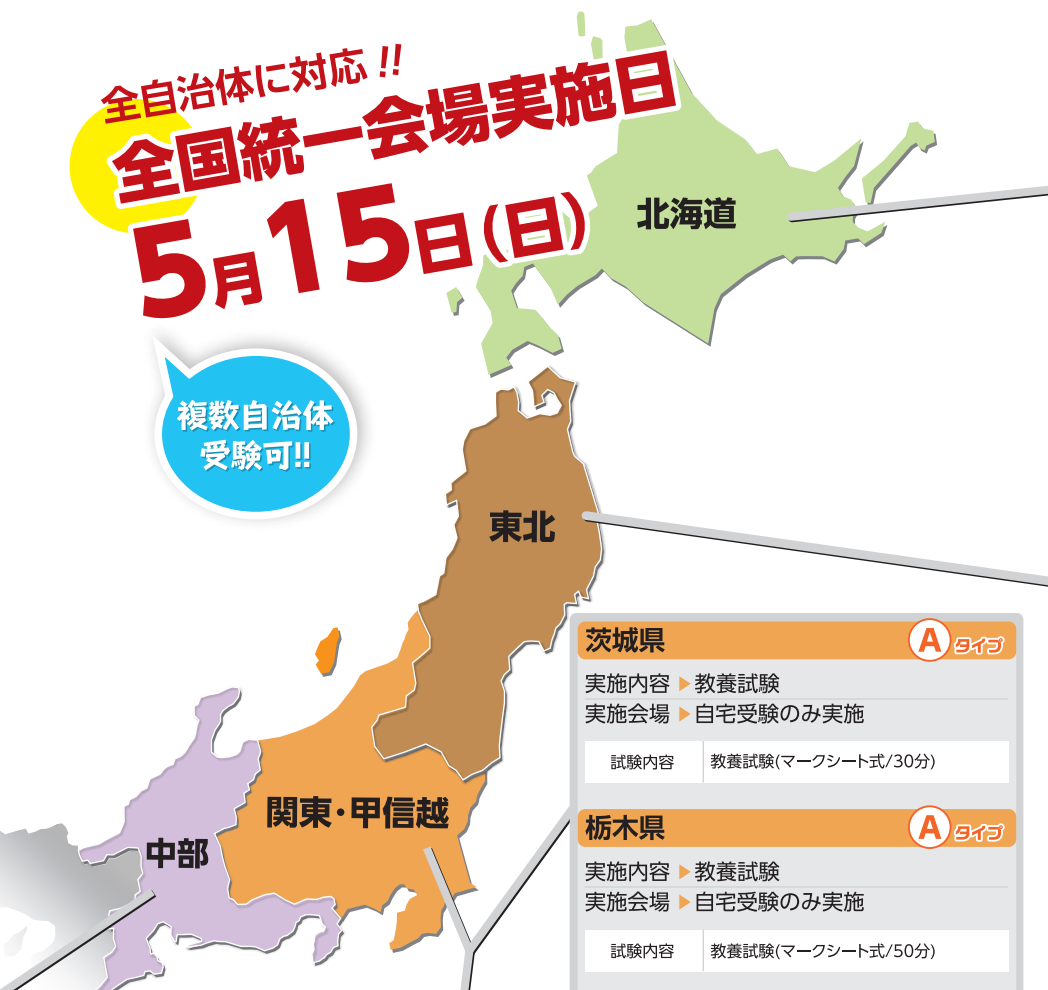 全自治体に対応!!
全国統一会場実施日
5月15日(日)
複数自治体
受験可!!
北海道
東北
関東・甲信越
中部
茨城県 Aタイプ
実施内容 ▶ 教養試験
実施会場 ▶ 自宅受験のみ実施
試験内容 教養試験(マークシート式/30分)
栃木県 Aタイプ
実施内容 ▶ 教養試験
実施会場 ▶ 自宅受験のみ実施
試験内容 教養試験(マークシート式/50分)